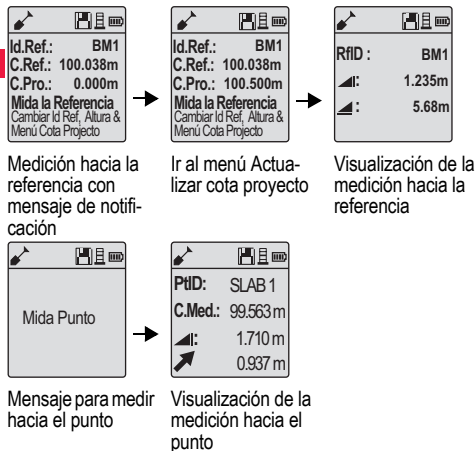 Id.Ref.: BM1
C.Ref.: 100.038m
C.Pro.: 0.000m
Mida la Referencia
Cambiar Id Ref, Altura &
Menú Cota Projecto
Medición hacia la
referencia con
mensaje de notifi-
cación
Id.Ref.: BM1
C.Ref.: 100.038m
C.Pro.: 100.500m
Mida la Referencia
Cambiar Id Ref, Altura &
Menú Cota Projecto
Ir al menú Actua-
lizar cota proyecto
RfID : BM1
: 1.235m
: 5.68m
Visualización de la
medición hacia la
referencia
Mida Punto
Mensaje para medir
hacia el punto
PtID: SLAB 1
C.Med.: 99.563 m
: 1.710 m
0.937 m
Visualización de la
medición hacia el
punto